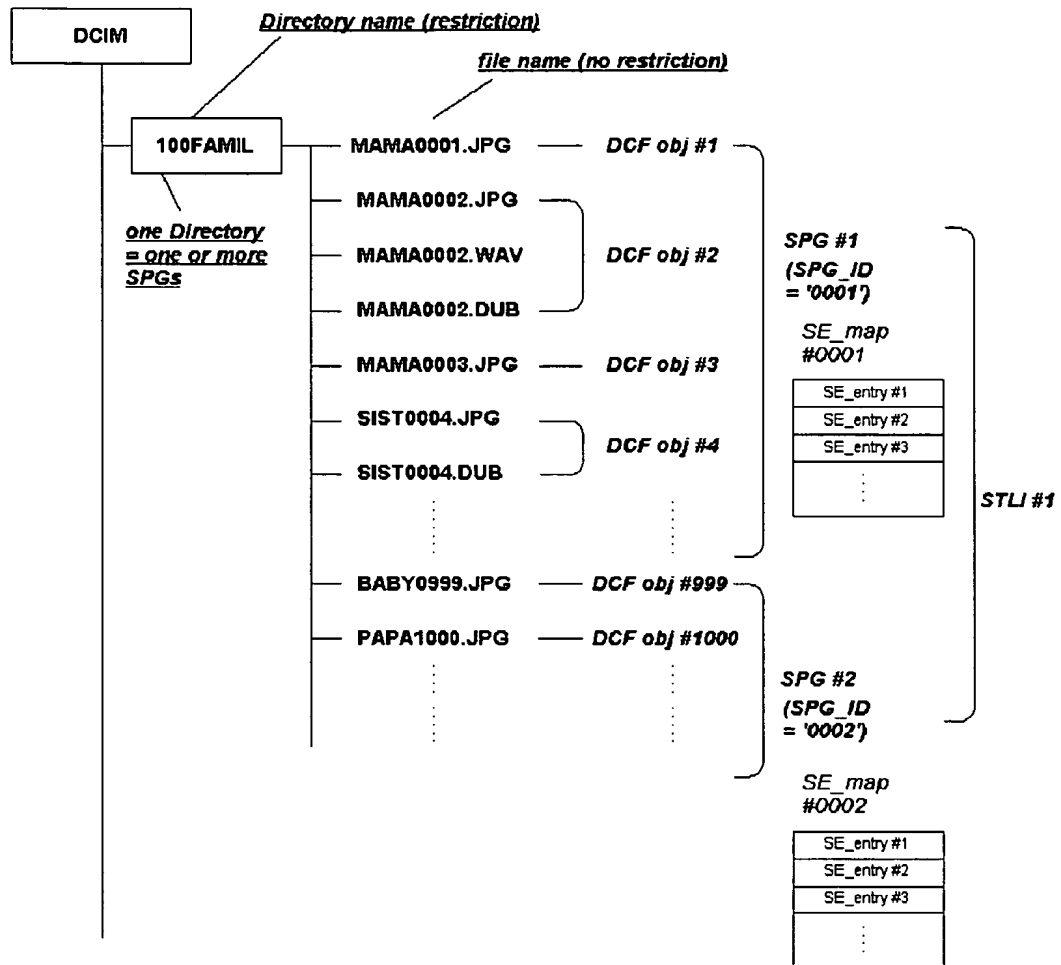 DCIM
Directory name (restriction)
file name (no restriction)
100FAMIL
one Directory
= one or more
SPGs
MAMA0001.JPG
DCF obj #1
MAMA0002.JPG
MAMA0002.WAV
DCF obj #2
MAMA0002.DUB
MAMA0003.JPG
DCF obj #3
SIST0004.JPG
SIST0004.DUB
DCF obj #4
BABY0999.JPG
DCF obj #999
PAPA1000.JPG
DCF obj #1000
SPG #1
(SPG_ID
= '0001')
SE_map
#0001
SE_entry #1
SE_entry #2
SE_entry #3
STLI #1
SPG #2
(SPG_ID
= '0002')
SE_map
#0002
SE_entry #1
SE_entry #2
SE_entry #3